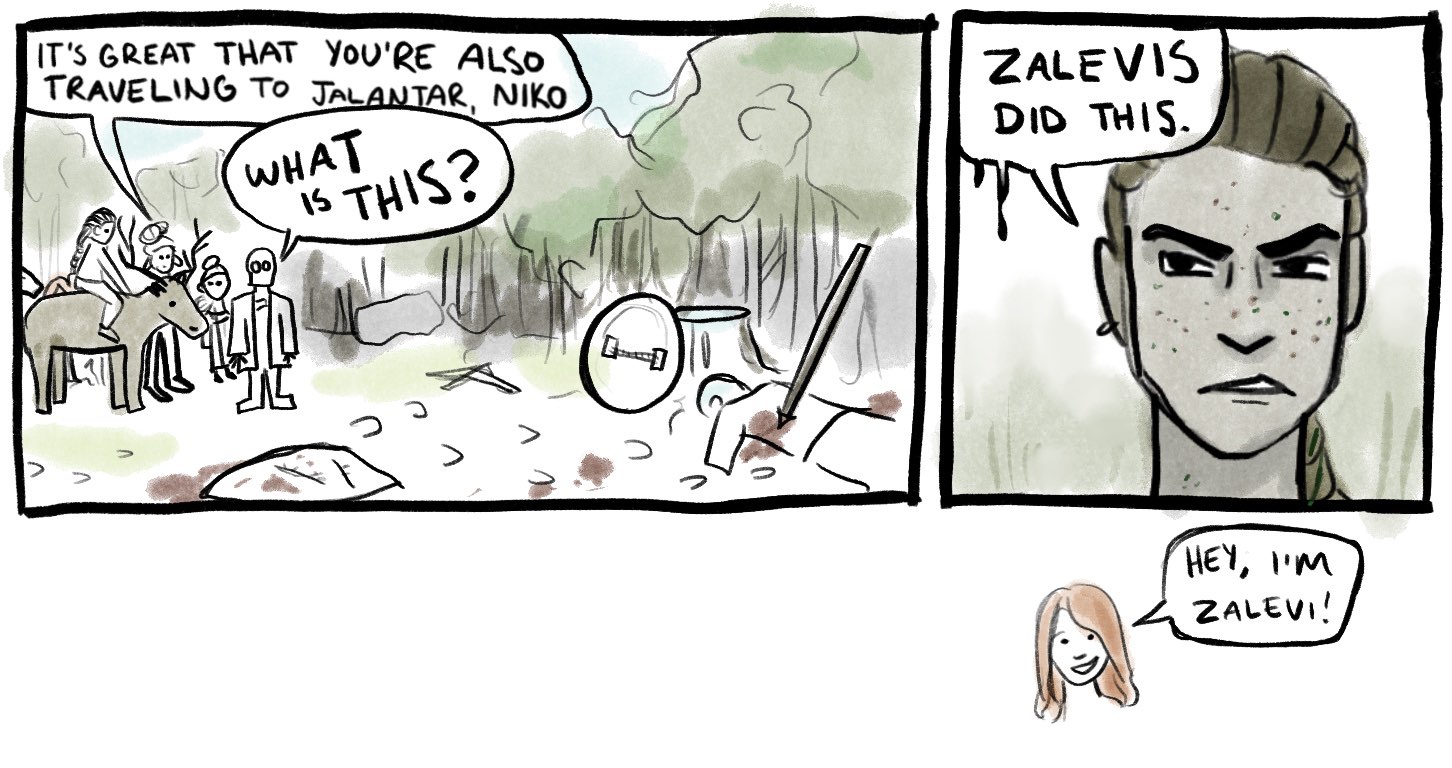 IT'S GREAT THAT YOU'RE ALSO
TRAVELING TO JALANTAR, NIKO
WHAT
IS THIS?
ZALEVIS
DID THIS.
HEY, I'M
ZALEVI!